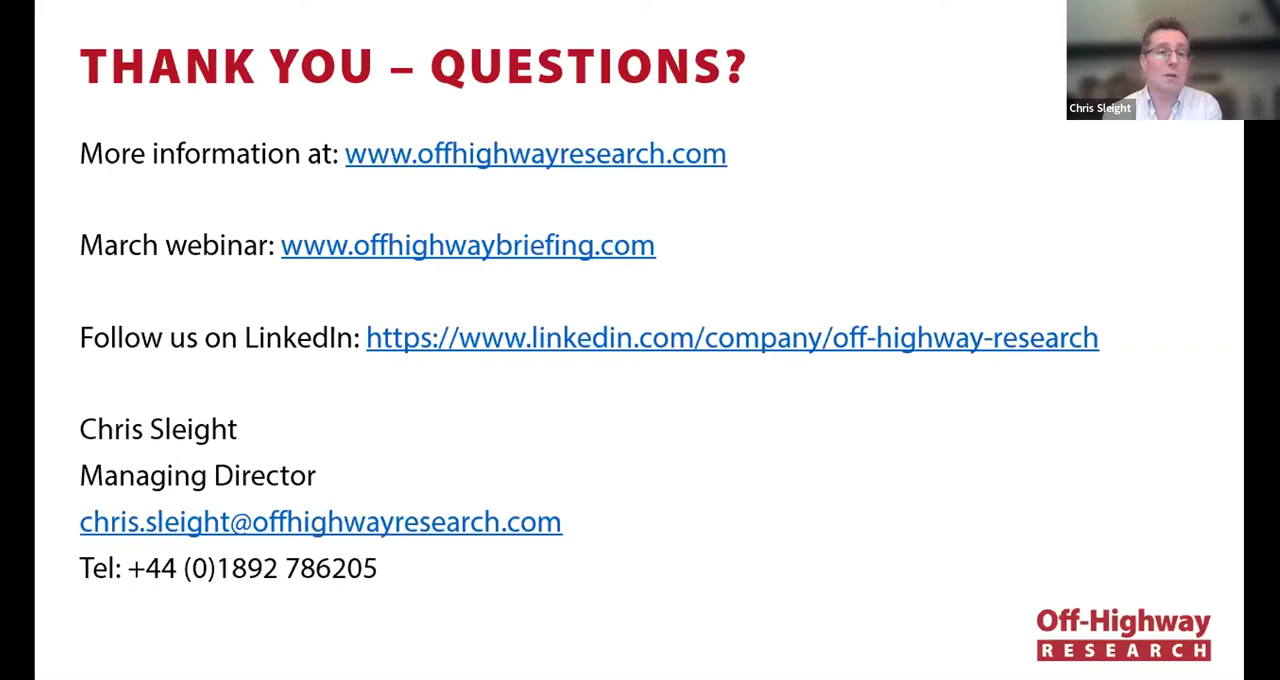 THANK YOU – QUESTIONS?
Chris Sleight
More information at: www.offhighwayresearch.com
March webinar: www.offhighwaybriefing.com
Follow us on LinkedIn: https://www.linkedin.com/company/off-highway-research
Chris Sleight
Managing Director
chris.sleight@offhighwayresearch.com
Tel: +44 (0)1892 786205
Off-Highway
RESEARCH